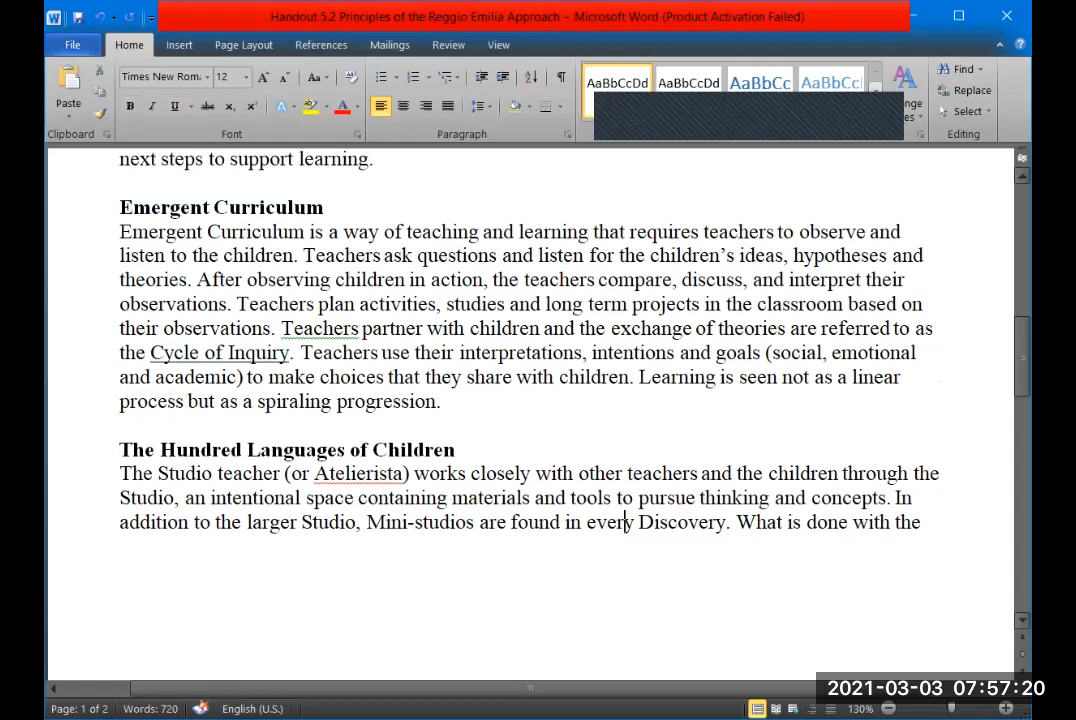 Handout 5.2 Principles of the Reggio Emilia Approach – Microsoft Word (Product Activation Failed)
File Home Insert Page Layout References Mailings Review View
Times New Rom 12 Aa AaBbCcDd AaBbCcDd AaBbCc AaBbCc Find
Paste Replace
B I U abc x₂ x² A A Select
Clipboard Font Paragraph Editing
next steps to support learning.
Emergent Curriculum
Emergent Curriculum is a way of teaching and learning that requires teachers to observe and
listen to the children. Teachers ask questions and listen for the children’s ideas, hypotheses and
theories. After observing children in action, the teachers compare, discuss, and interpret their
observations. Teachers plan activities, studies and long term projects in the classroom based on
their observations. Teachers partner with children and the exchange of theories are referred to as
the Cycle of Inquiry. Teachers use their interpretations, intentions and goals (social, emotional
and academic) to make choices that they share with children. Learning is seen not as a linear
process but as a spiraling progression.
The Hundred Languages of Children
The Studio teacher (or Atelierista) works closely with other teachers and the children through the
Studio, an intentional space containing materials and tools to pursue thinking and concepts. In
addition to the larger Studio, Mini-studios are found in every Discovery. What is done with the
2021-03-03 07:57:20
Page: 1 of 2 Words: 720 English (U.S.) 130%